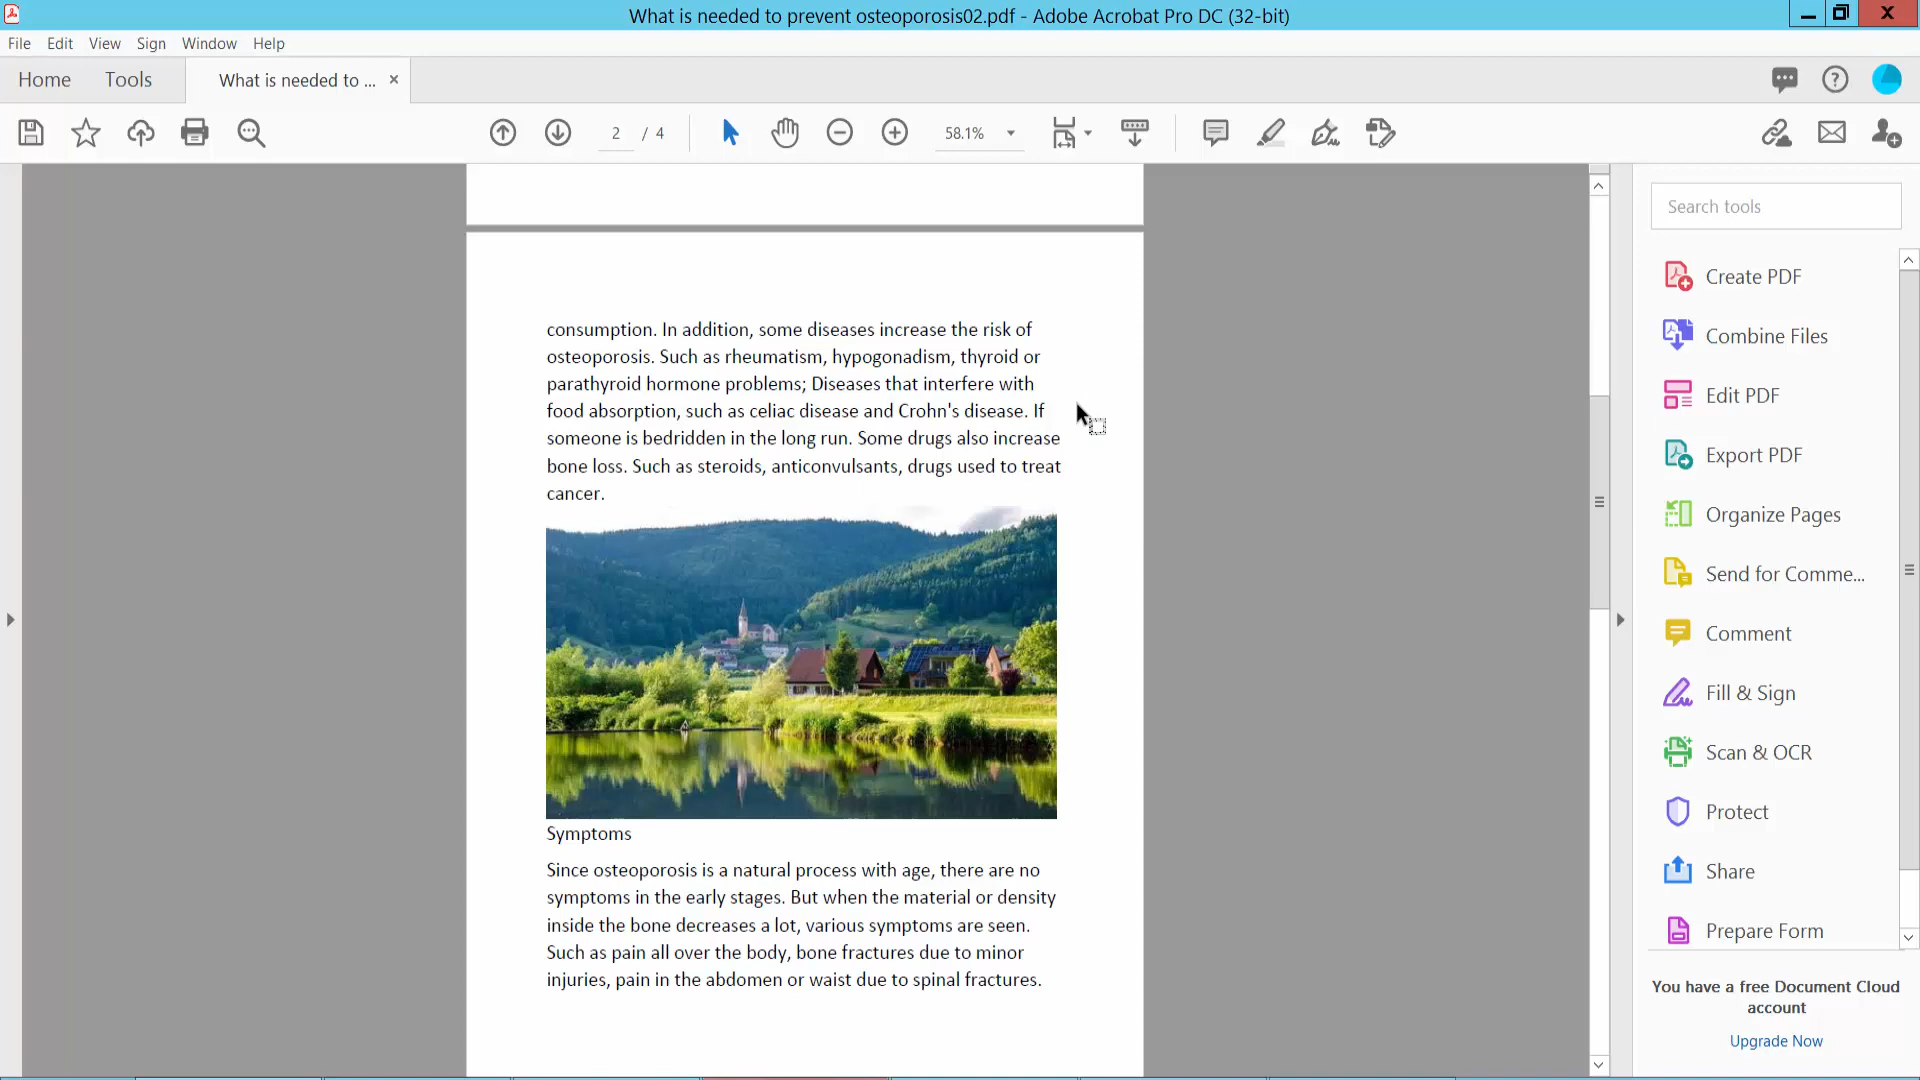 What is needed to prevent osteoporosis02.pdf - Adobe Acrobat Pro DC (32-bit)
File Edit View Sign Window Help
Home Tools What is needed to ... ×
2 / 4 58.1%
Search tools
Create PDF
Combine Files
Edit PDF
Export PDF
Organize Pages
Send for Comme...
Comment
Fill & Sign
Scan & OCR
Protect
Share
Prepare Form
You have a free Document Cloud
account
Upgrade Now
consumption. In addition, some diseases increase the risk of
osteoporosis. Such as rheumatism, hypogonadism, thyroid or
parathyroid hormone problems; Diseases that interfere with
food absorption, such as celiac disease and Crohn's disease. If
someone is bedridden in the long run. Some drugs also increase
bone loss. Such as steroids, anticonvulsants, drugs used to treat
cancer.
Symptoms
Since osteoporosis is a natural process with age, there are no
symptoms in the early stages. But when the material or density
inside the bone decreases a lot, various symptoms are seen.
Such as pain all over the body, bone fractures due to minor
injuries, pain in the abdomen or waist due to spinal fractures.